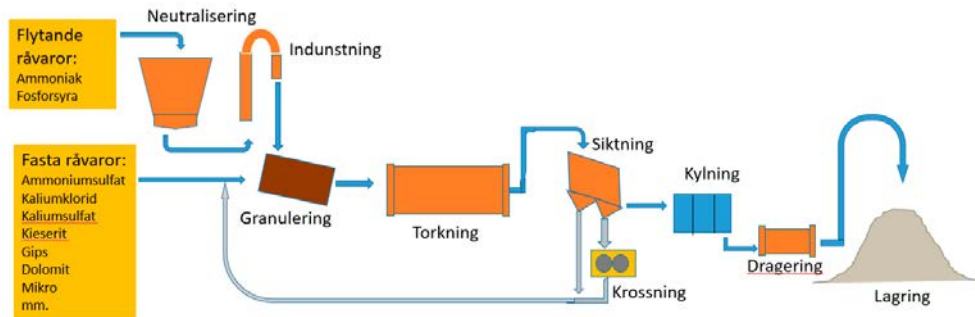 Neutralisering
Flytande
råvaror:
Ammoniak
Fosforsyra
Indunstning
Fasta råvaror:
Ammoniumsulfat
Kaliumklorid
Kaliumsulfat
Kieserit
Gips
Dolomit
Mikro
mm.
Granulering
Torkning
Siktning
Krossning
Kylning
Dragering
Lagring